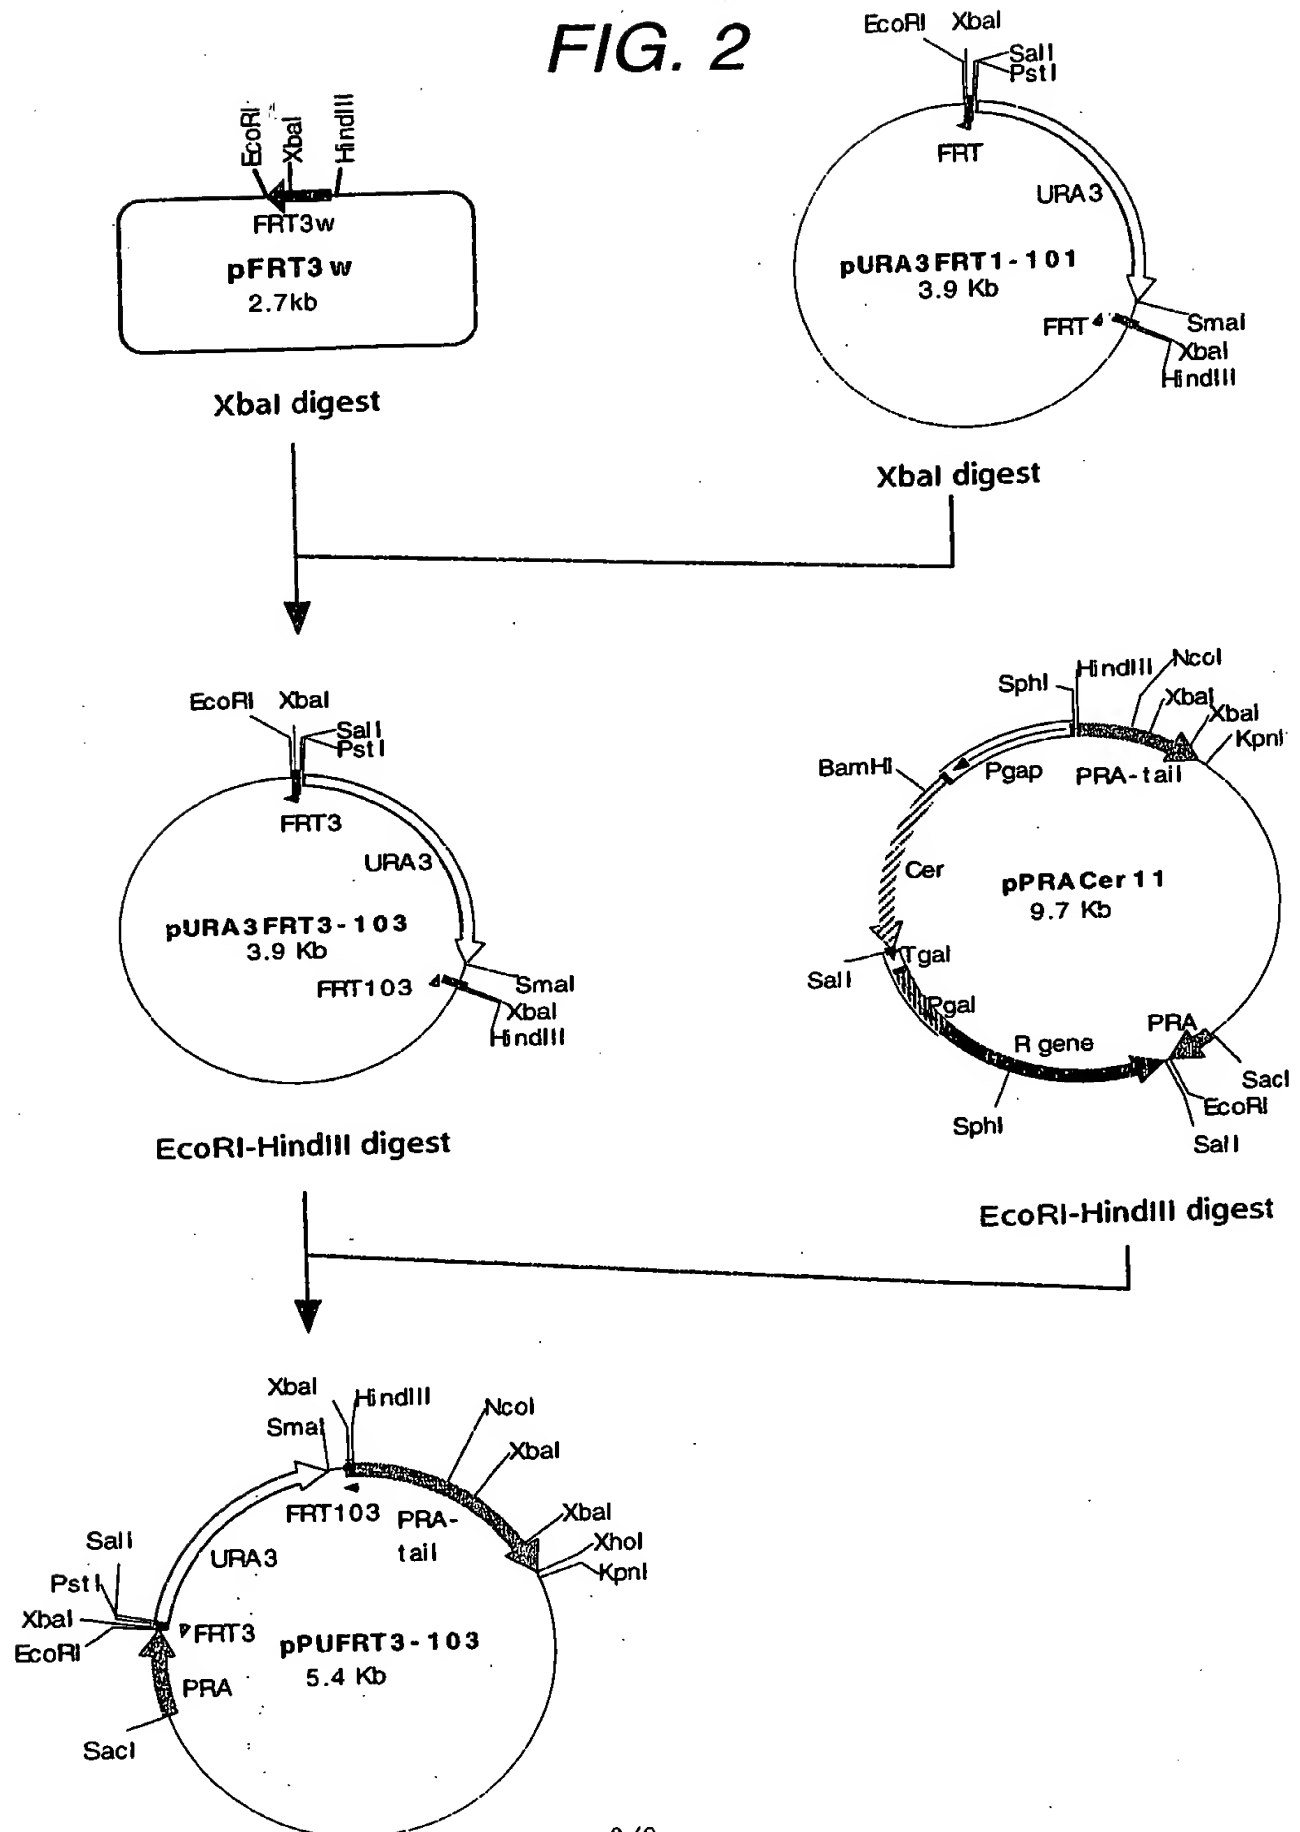 FIG. 2
EcoRI
XbaI
HindIII
FRT3w
pFRT3w
2.7kb
XbaI digest
EcoRI XbaI
SalI
PstI
FRT
URA3
pURA3FRT1-101
3.9 Kb
FRT
SmaI
XbaI
HindIII
XbaI digest
EcoRI XbaI
SalI
PstI
FRT3
URA3
pURA3FRT3-103
3.9 Kb
FRT103
SmaI
XbaI
HindIII
EcoRI-HindIII digest
SphI
HindIII
NcoI
XbaI
XbaI
KpnI
BamHI
Pgap
PRA-tail
Cer
pPRACer11
9.7 Kb
Tgal
SalI
Pgal
R gene
PRA
SacI
EcoRI
SalI
SphI
EcoRI-HindIII digest
XbaI
HindIII
NcoI
SmaI
XbaI
FRT103
PRA-
tail
XbaI
XhoI
KpnI
SalI
URA3
PstI
XbaI
EcoRI
FRT3
pPUFRT3-103
5.4 Kb
PRA
SacI